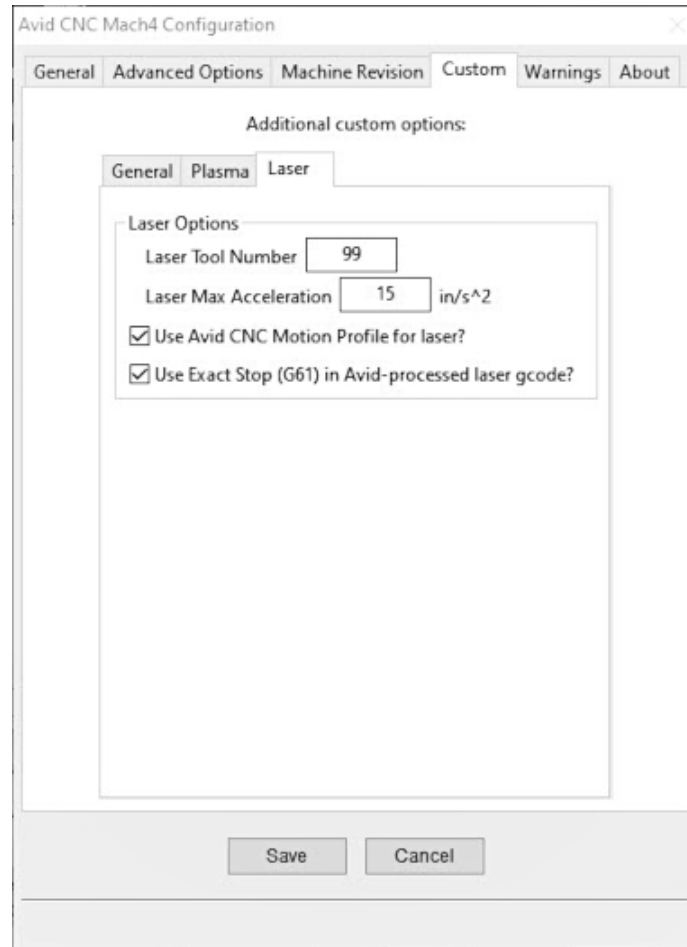 Avid CNC Mach4 Configuration
General Advanced Options Machine Revision Custom Warnings About
Additional custom options:
General Plasma Laser
Laser Options
Laser Tool Number 99
Laser Max Acceleration 15 in/s^2
Use Avid CNC Motion Profile for laser?
Use Exact Stop (G61) in Avid-processed laser gcode?
Save Cancel